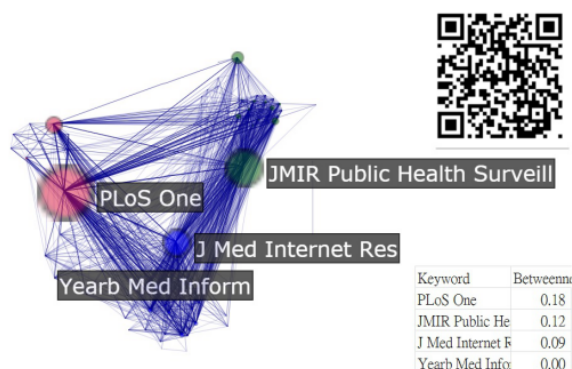 JMIR Public Health Surveill
PLoS One
J Med Internet Res
Yearb Med Inform
Keyword Betweenne
PLoS One 0.18
JMIR Public He 0.12
J Med Internet R 0.09
Yearb Med Info 0.00